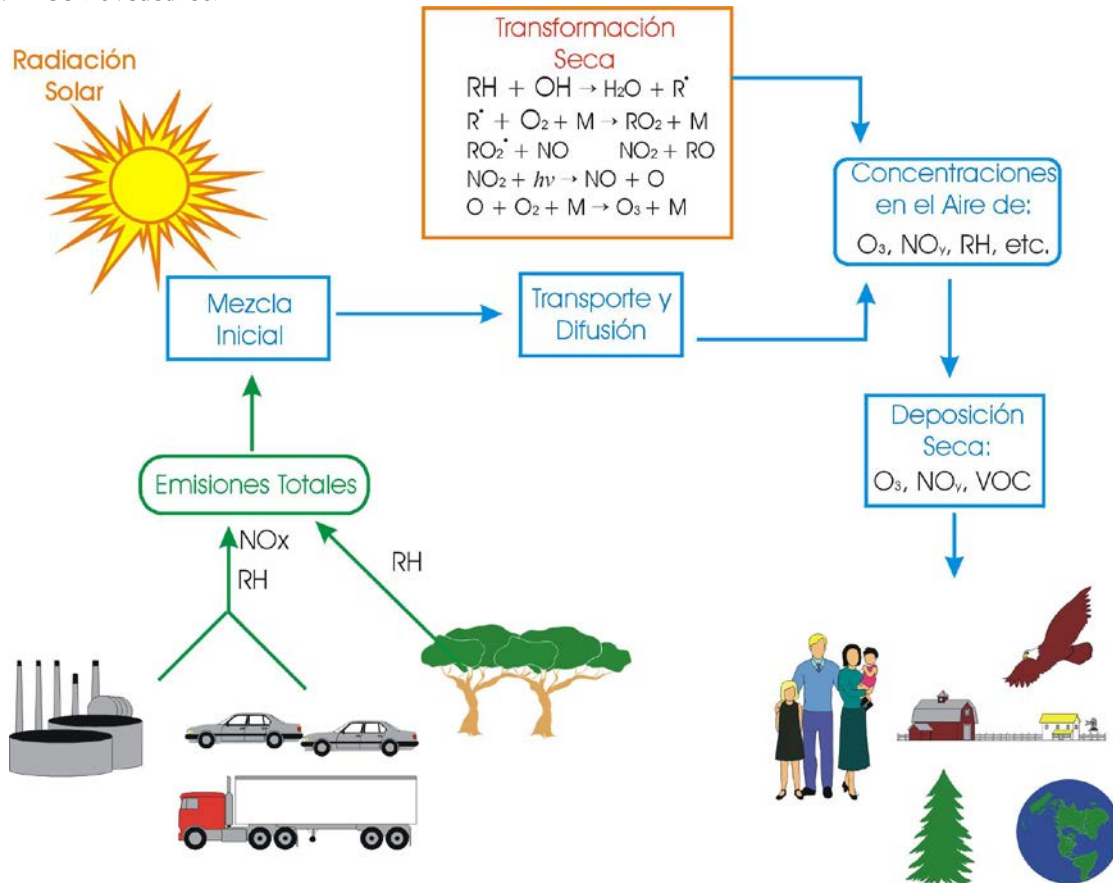 Radiación
Solar
Transformación
Seca
RH + OH → H₂O + R•
R• + O₂ + M → RO₂ + M
RO₂• + NO NO₂ + RO
NO₂ + hν → NO + O
O + O₂ + M → O₃ + M
Concentraciones
en el Aire de:
O₃, NOᵧ, RH, etc.
Mezcla
Inicial
Transporte y
Difusión
Deposición
Seca:
O₃, NOᵧ, VOC
Emisiones Totales
NOx
RH
RH